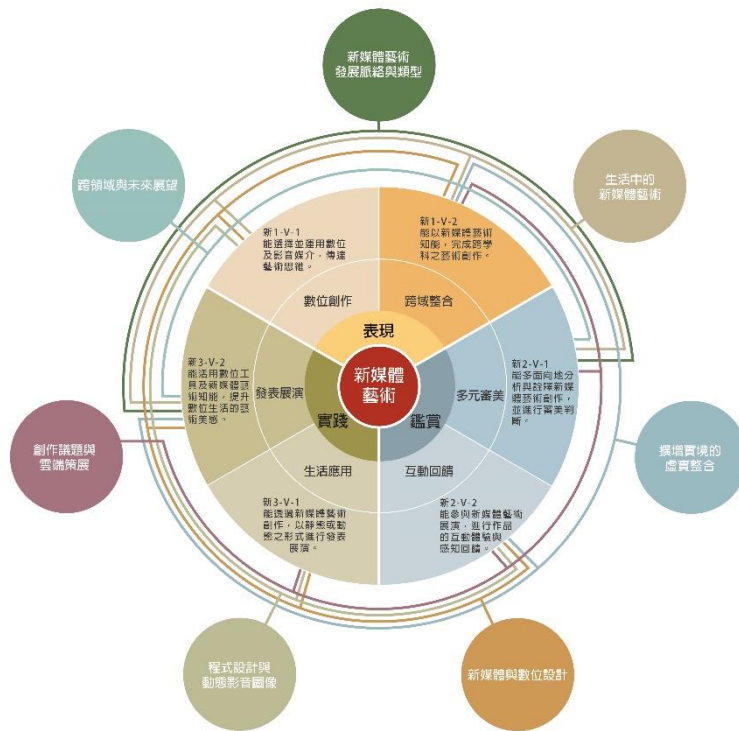 新媒體藝術
發展脈絡與類型
跨領域與未來展望
生活中的
新媒體藝術
新1-V-1
能選擇並運用數位
及影音媒介，傳達
藝術思維。
新1-V-2
能以新媒體藝術
知能，完成跨學
科之藝術創作。
數位創作
跨域整合
表現
新3-V-2
能活用數位工
具及新媒體藝
術知能，提升
數位生活的藝
術美感。
發表展演
實踐
新媒體
藝術
鑑賞
多元審美
新2-V-1
能多面向地分
析與詮釋新媒
體藝術創作，
並進行審美判
斷。
創作議題與
雲端策展
擴增實境的
虛實整合
生活應用
互動回饋
新3-V-1
能透過新媒體藝術
創作，以靜態或動
態之形式進行發表
展演。
新2-V-2
能參與新媒體藝術
展演，進行作品
的互動體驗與
感知回饋。
程式設計與
動態影音圖像
新媒體與數位設計